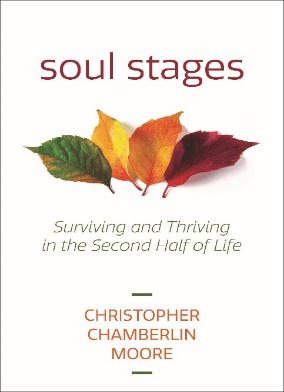 soul stages
Surviving and Thriving
in the Second Half of Life
CHRISTOPHER
CHAMBERLIN
MOORE